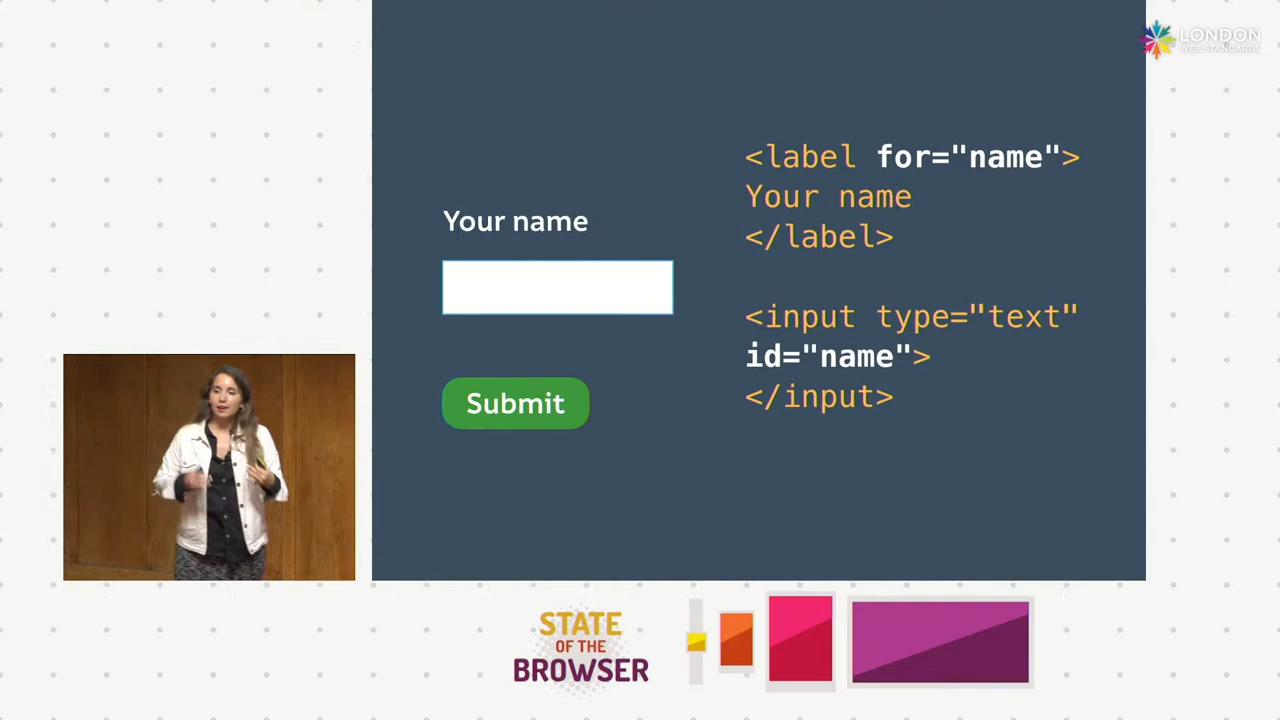 LONDON
WEB STANDARDS
Your name
Submit
<label for="name">
Your name
</label>
<input type="text"
id="name">
</input>
STATE
OF THE
BROWSER